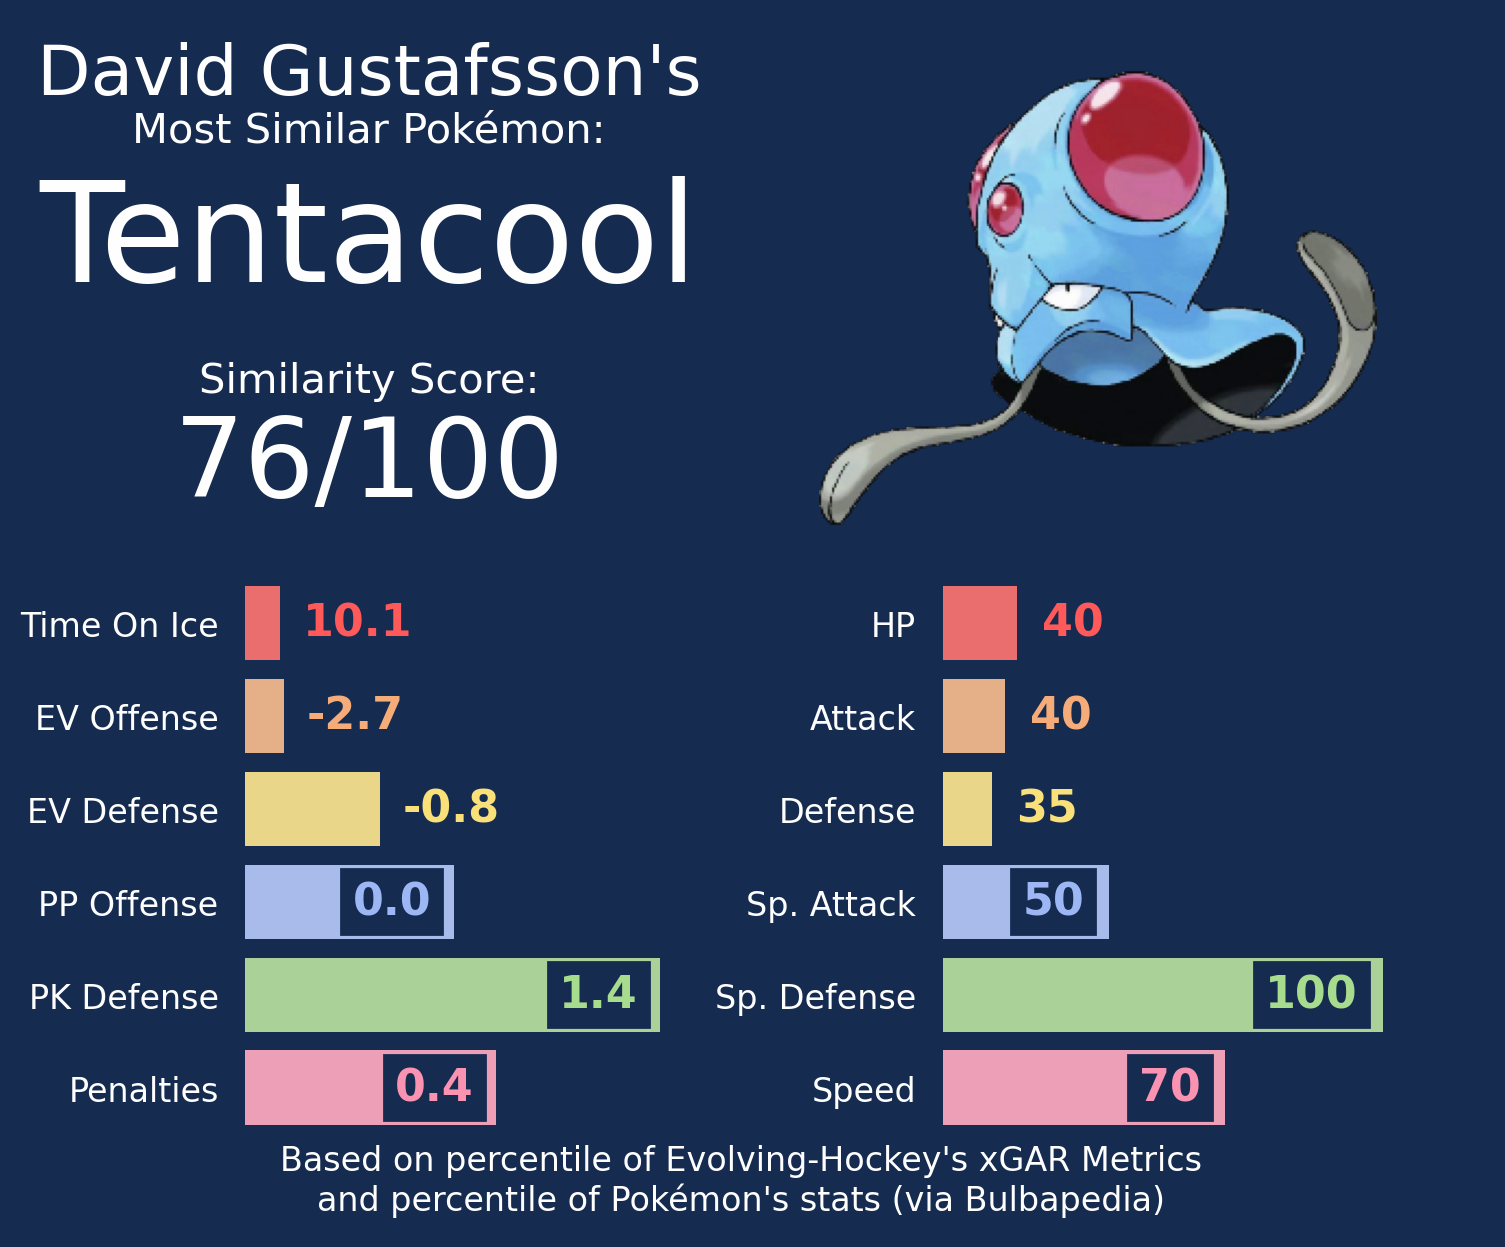 David Gustafsson's
Most Similar Pokémon:
Tentacool
Similarity Score:
76/100
Time On Ice 10.1
EV Offense -2.7
EV Defense -0.8
PP Offense 0.0
PK Defense 1.4
Penalties 0.4
HP 40
Attack 40
Defense 35
Sp. Attack 50
Sp. Defense 100
Speed 70
Based on percentile of Evolving-Hockey's xGAR Metrics
and percentile of Pokémon's stats (via Bulbapedia)